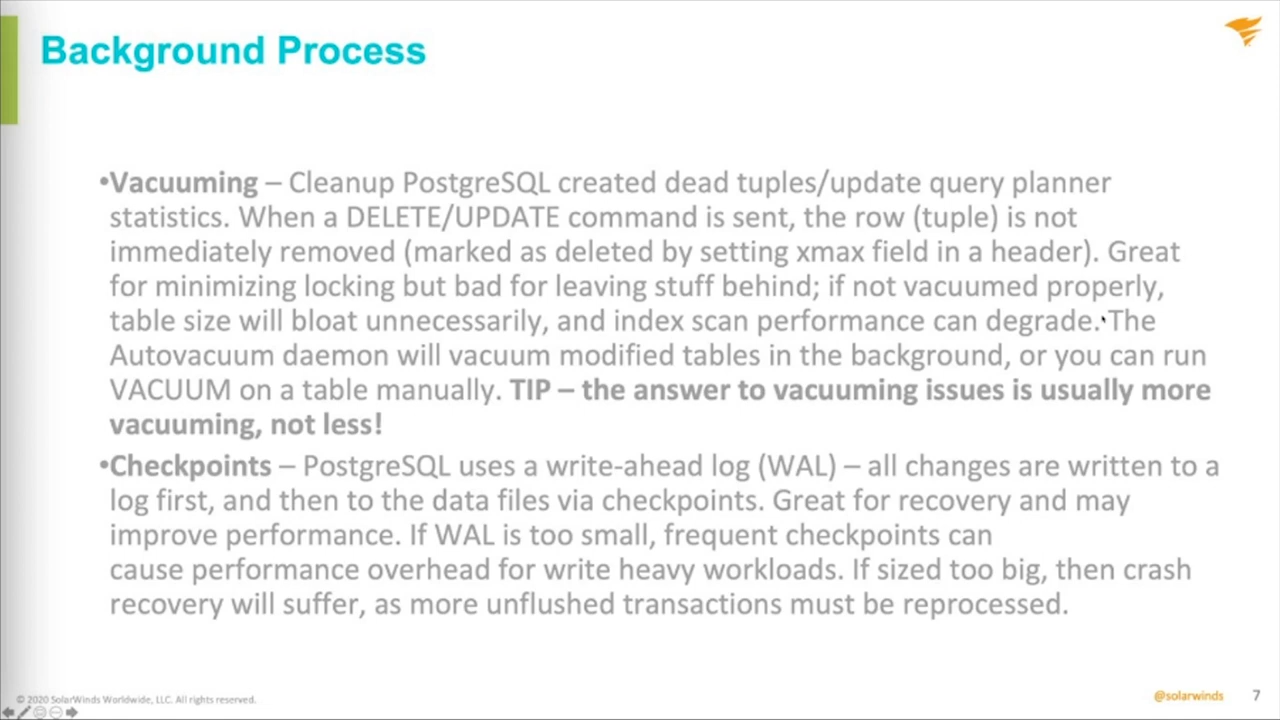 Background Process
•Vacuuming – Cleanup PostgreSQL created dead tuples/update query planner
statistics. When a DELETE/UPDATE command is sent, the row (tuple) is not
immediately removed (marked as deleted by setting xmax field in a header). Great
for minimizing locking but bad for leaving stuff behind; if not vacuumed properly,
table size will bloat unnecessarily, and index scan performance can degrade. The
Autovacuum daemon will vacuum modified tables in the background, or you can run
VACUUM on a table manually. TIP – the answer to vacuuming issues is usually more
vacuuming, not less!
•Checkpoints – PostgreSQL uses a write-ahead log (WAL) – all changes are written to a
log first, and then to the data files via checkpoints. Great for recovery and may
improve performance. If WAL is too small, frequent checkpoints can
cause performance overhead for write heavy workloads. If sized too big, then crash
recovery will suffer, as more unflushed transactions must be reprocessed.
© 2020 SolarWinds Worldwide, LLC. All rights reserved.
@solarwinds 7